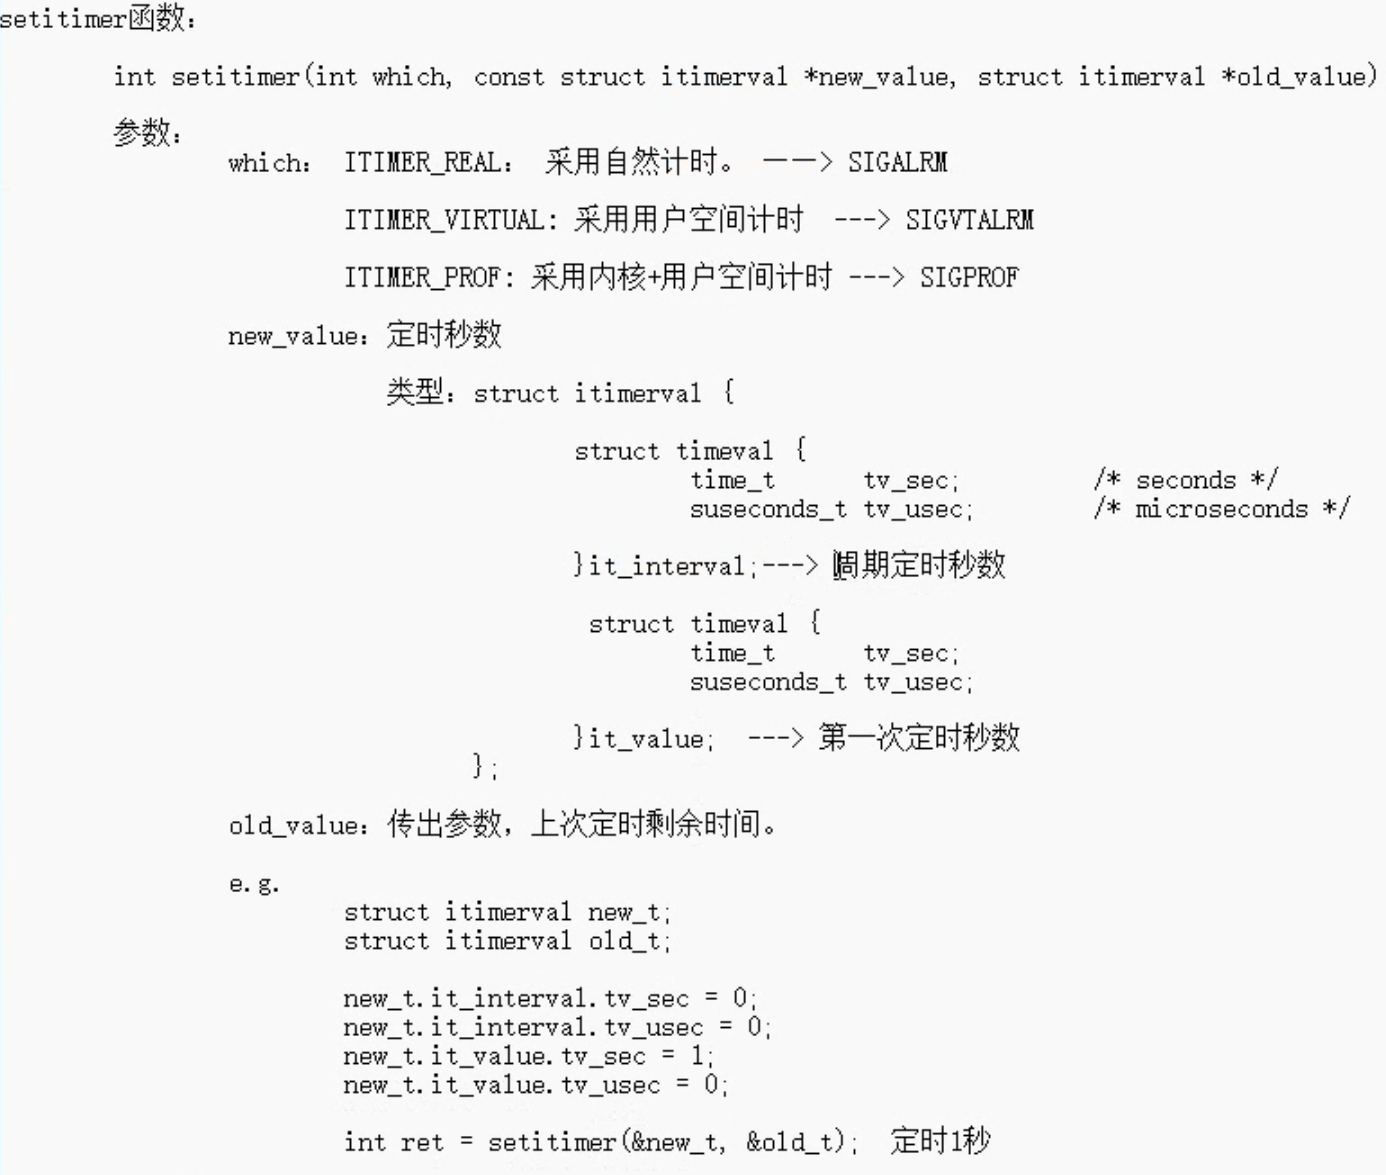 setitimer函数：
int setitimer(int which, const struct itimerval *new_value, struct itimerval *old_value)
参数：
which： ITIMER_REAL： 采用自然计时。 ——> SIGALRM
ITIMER_VIRTUAL: 采用用户空间计时 ---> SIGVTALRM
ITIMER_PROF: 采用内核+用户空间计时 ---> SIGPROF
new_value：定时秒数
类型：struct itimerval {
struct timeval {
time_t tv_sec; /* seconds */
suseconds_t tv_usec; /* microseconds */
}it_interval;---> 周期定时秒数
struct timeval {
time_t tv_sec;
suseconds_t tv_usec;
}it_value; ---> 第一次定时秒数
};
old_value：传出参数，上次定时剩余时间。
e.g.
struct itimerval new_t;
struct itimerval old_t;
new_t.it_interval.tv_sec = 0;
new_t.it_interval.tv_usec = 0;
new_t.it_value.tv_sec = 1;
new_t.it_value.tv_usec = 0;
int ret = setitimer(&new_t, &old_t); 定时1秒